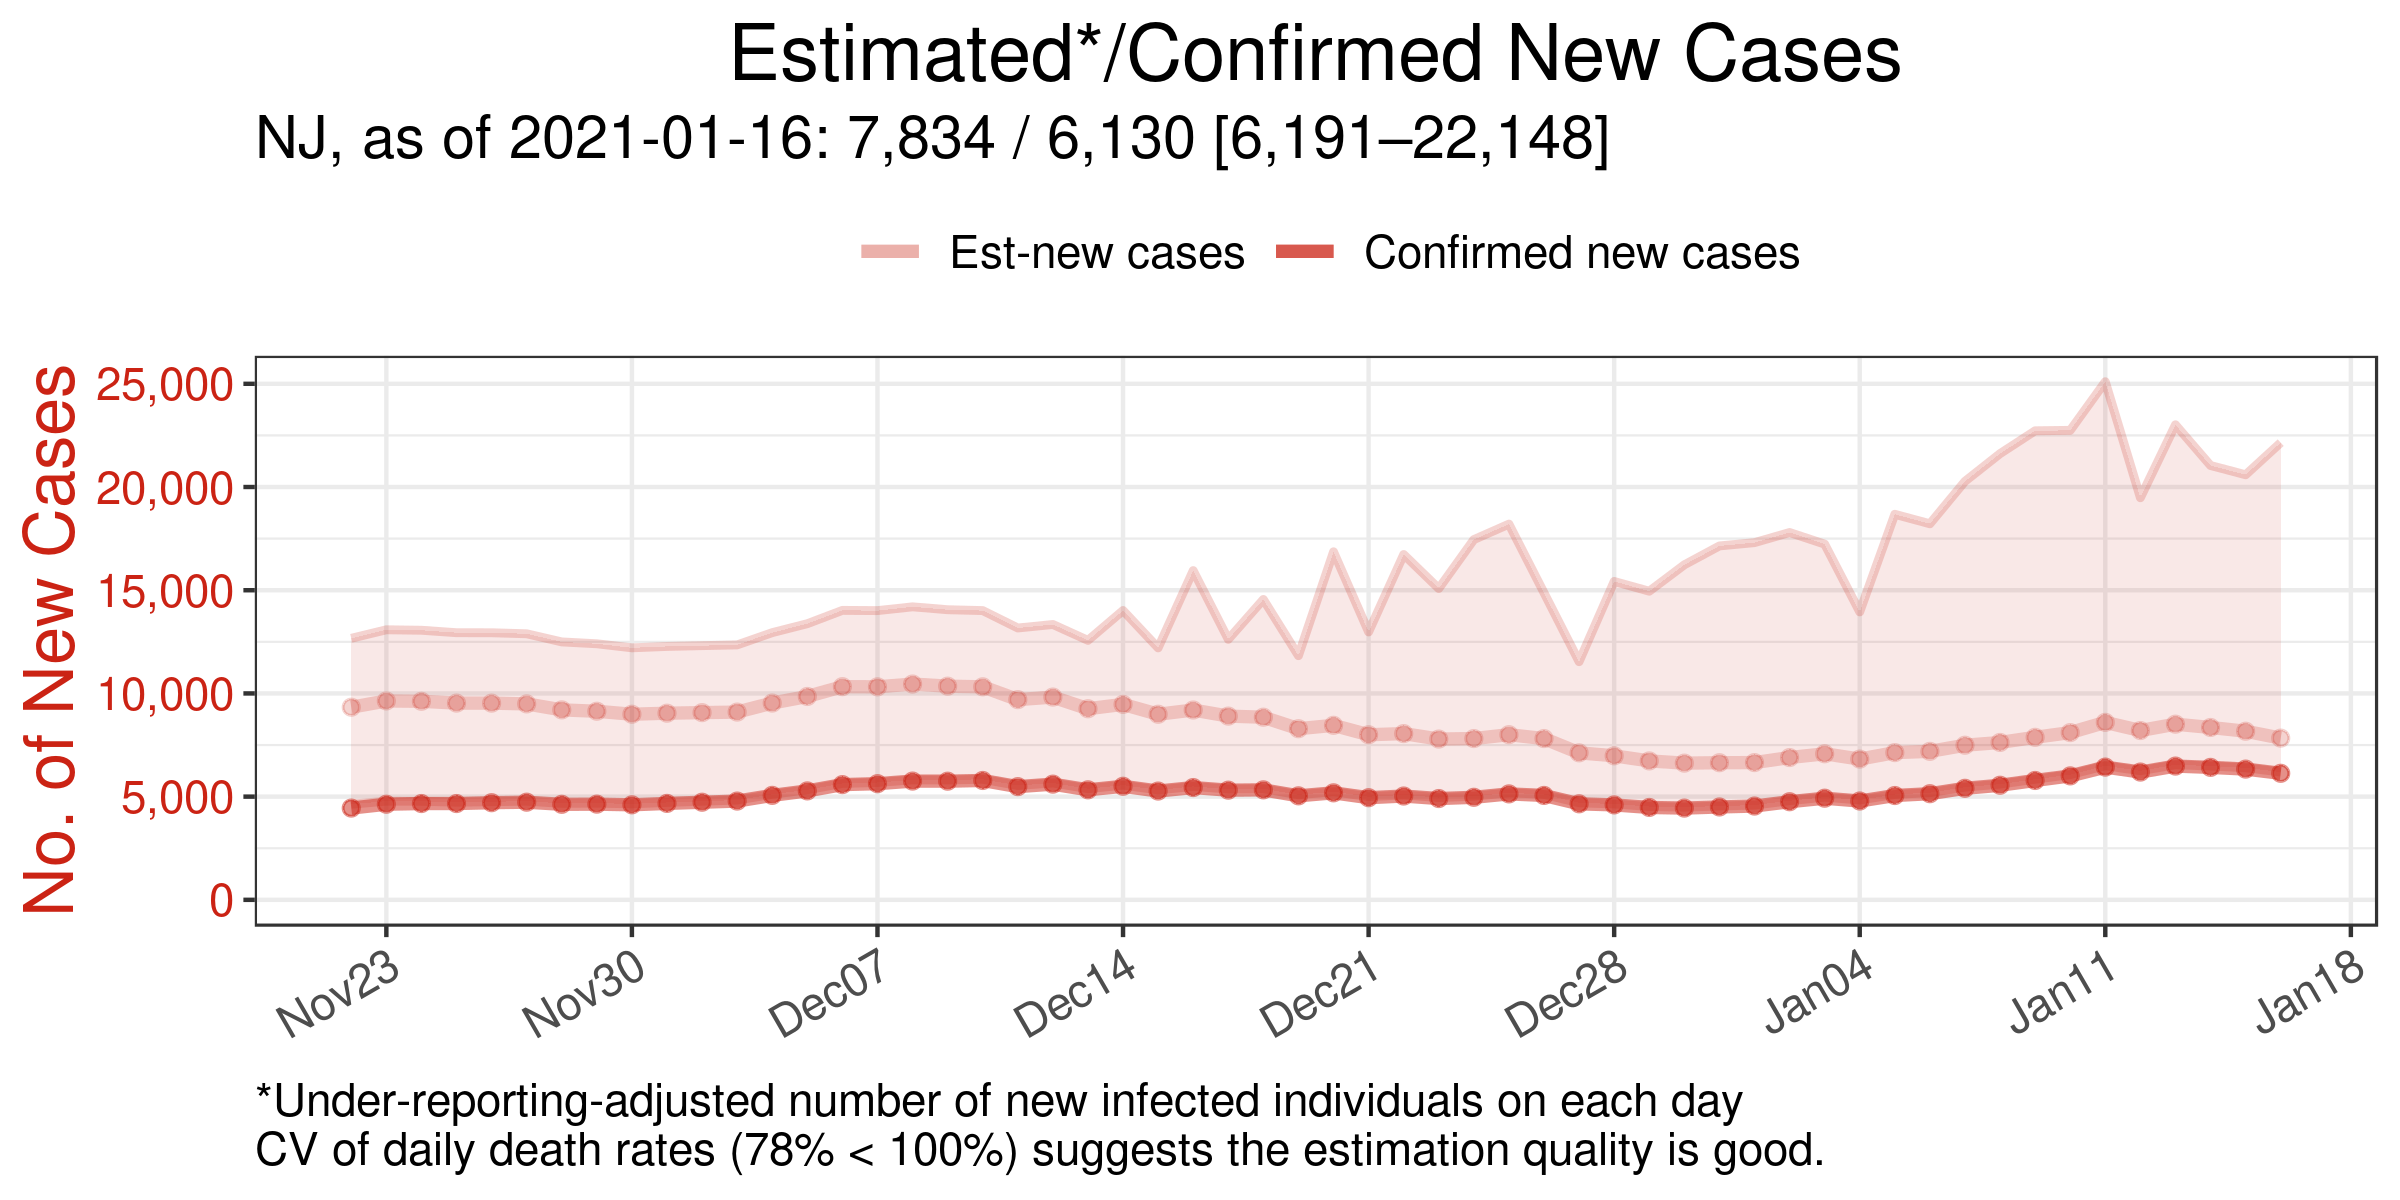 Estimated*/Confirmed New Cases
NJ, as of 2021-01-16: 7,834 / 6,130 [6,191–22,148]
Est-new cases Confirmed new cases
No. of New Cases
25,000
20,000
15,000
10,000
5,000
0
Nov23 Nov30 Dec07 Dec14 Dec21 Dec28 Jan04 Jan11 Jan18
*Under-reporting-adjusted number of new infected individuals on each day
CV of daily death rates (78% < 100%) suggests the estimation quality is good.